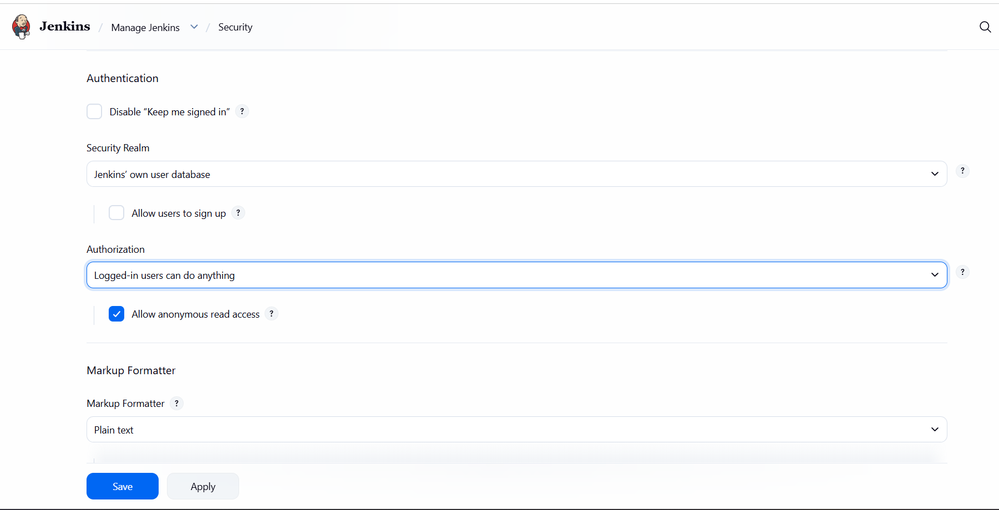 Jenkins / Manage Jenkins / Security
Authentication
Disable “Keep me signed in” ?
Security Realm
Jenkins’ own user database
?
Allow users to sign up ?
Authorization
Logged-in users can do anything
?
Allow anonymous read access ?
Markup Formatter
Markup Formatter ?
Plain text
Save Apply